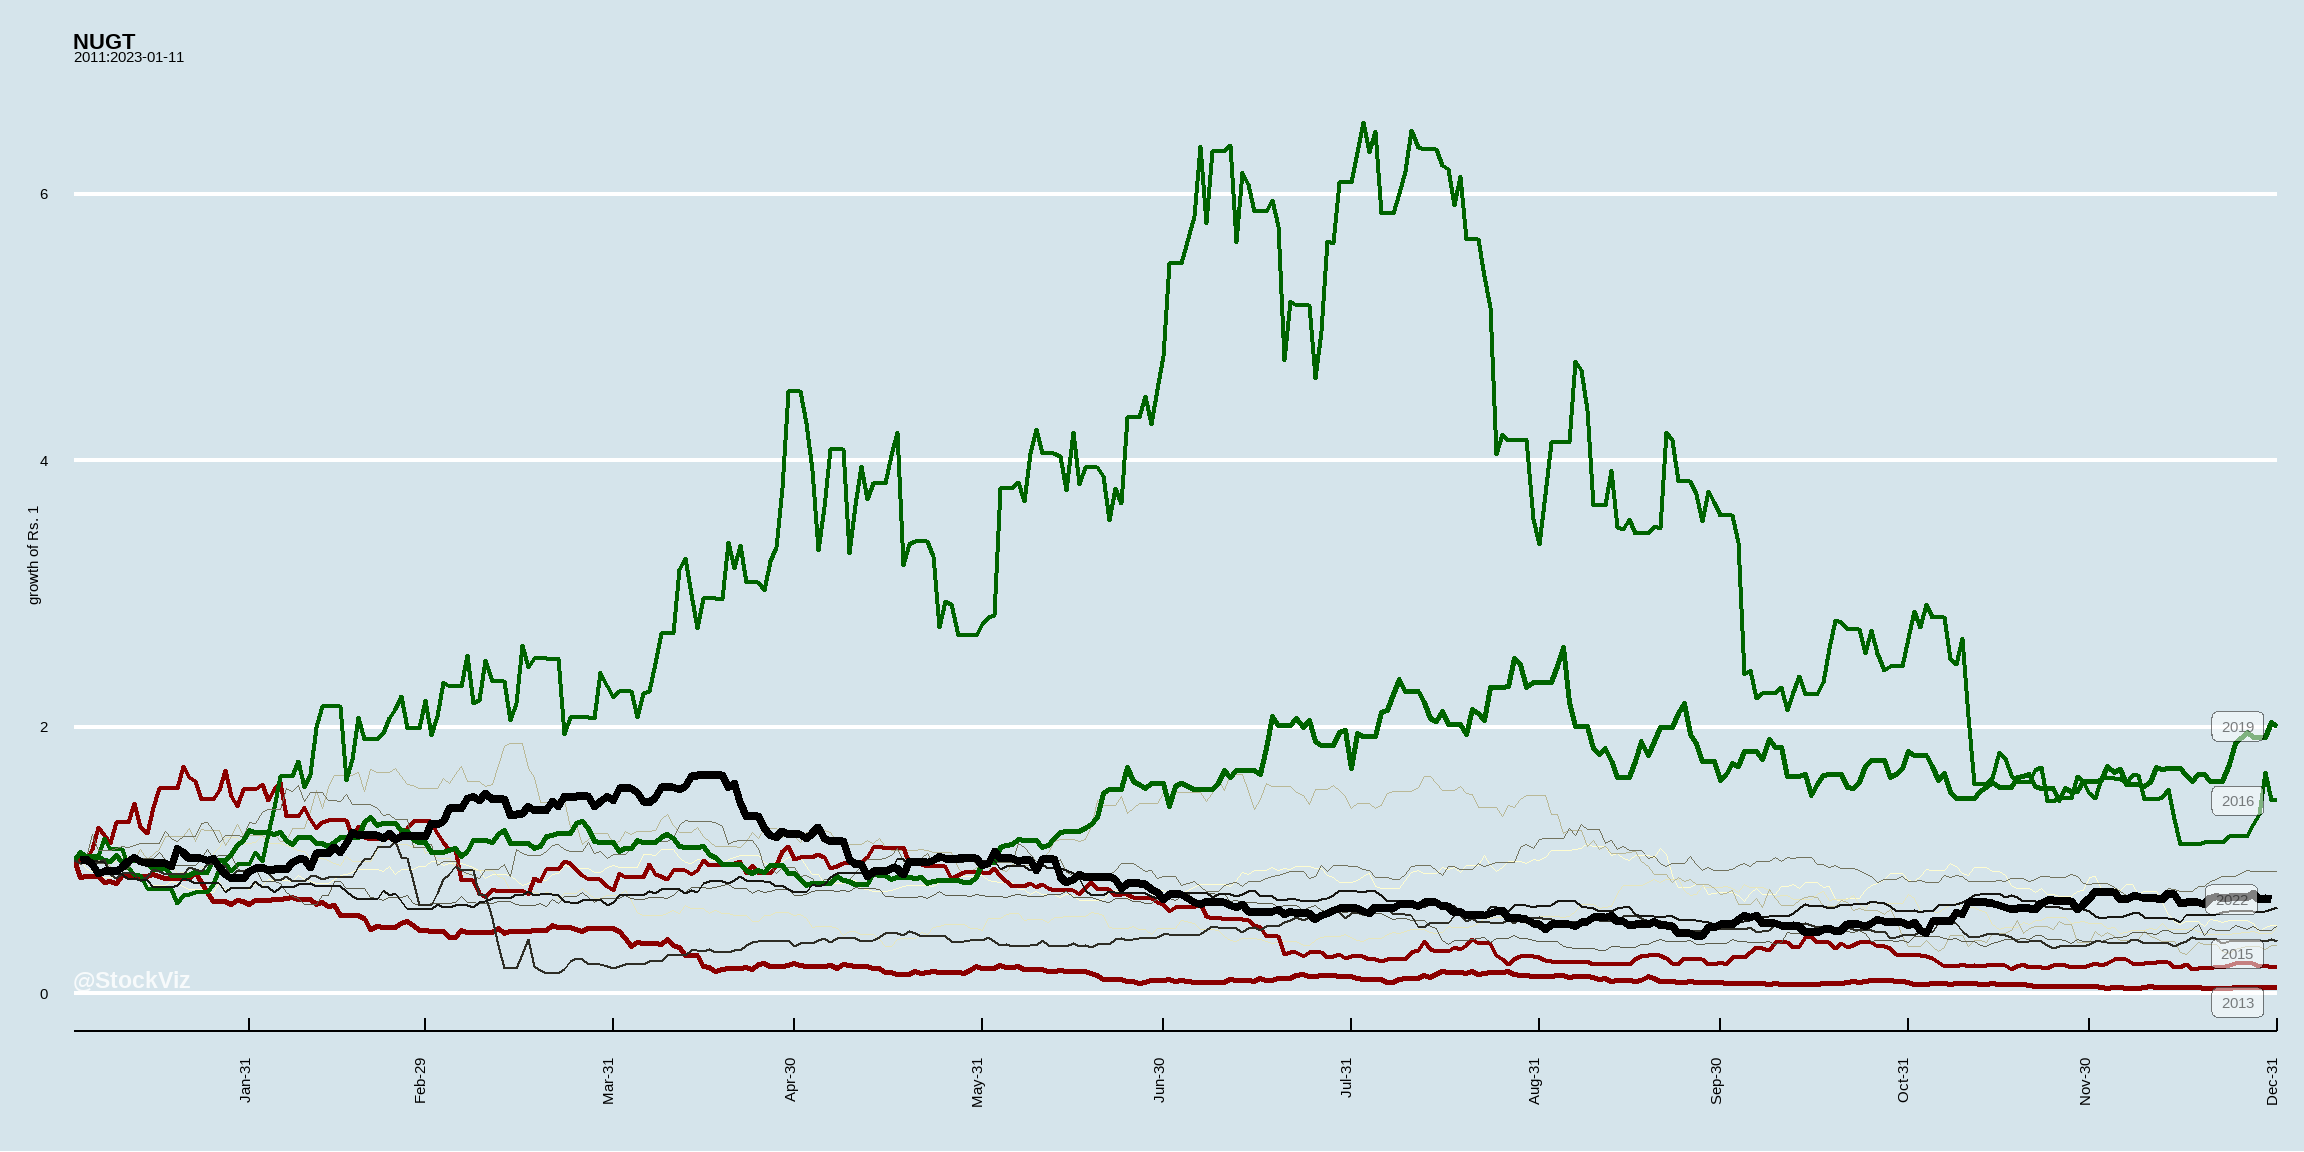 NUGT
2011:2023-01-11
6
4
2
0
growth of Rs. 1
2019
2016
2022
2015
2013
@StockViz
Jan-31
Feb-29
Mar-31
Apr-30
May-31
Jun-30
Jul-31
Aug-31
Sep-30
Oct-31
Nov-30
Dec-31